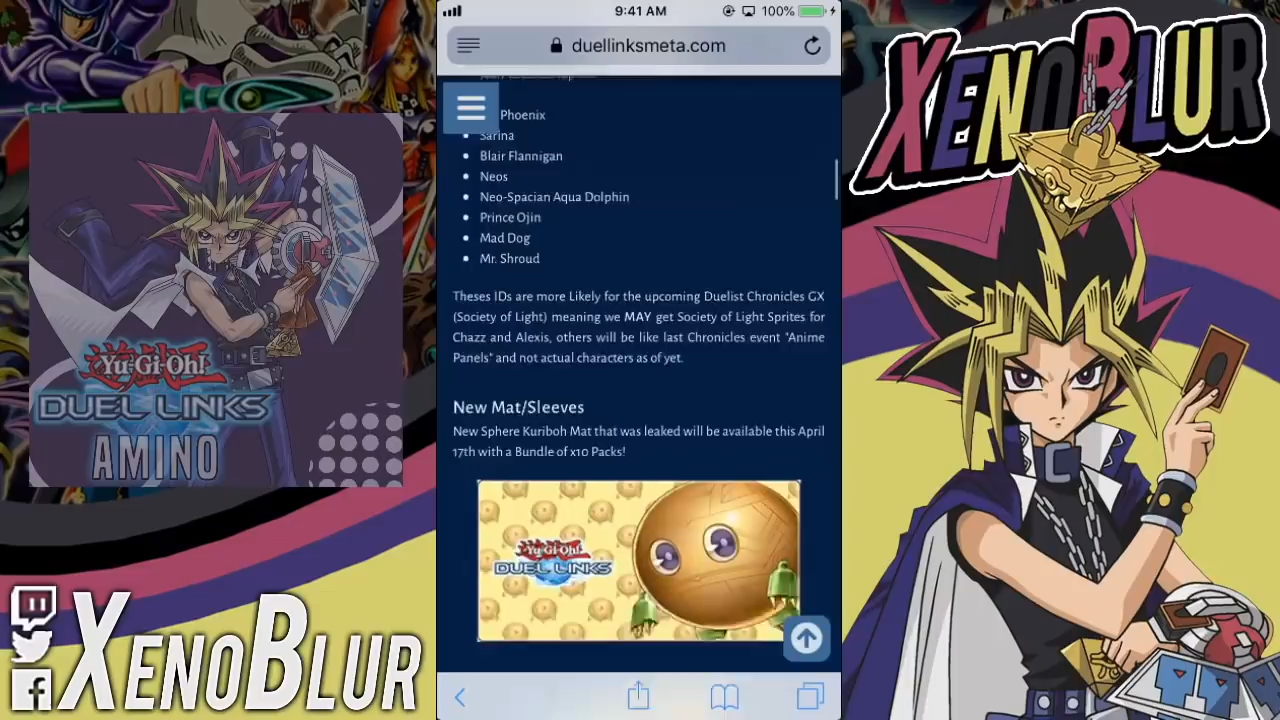 9:41 AM
100%
duellinksmeta.com
Phoenix
Sarina
Blair Flannigan
Neos
Neo-Spacian Aqua Dolphin
Prince Ojin
Mad Dog
Mr. Shroud
Theses IDs are more Likely for the upcoming Duelist Chronicles GX
(Society of Light) meaning we MAY get Society of Light Sprites for
Chazz and Alexis, others will be like last Chronicles event "Anime
Panels" and not actual characters as of yet.
New Mat/Sleeves
New Sphere Kuriboh Mat that was leaked will be available this April
17th with a Bundle of x10 Packs!
Yu-Gi-Oh!
DUEL LINKS
Yu-Gi-Oh!
DUEL LINKS
AMINO
XENOBLUR
XENOBLUR